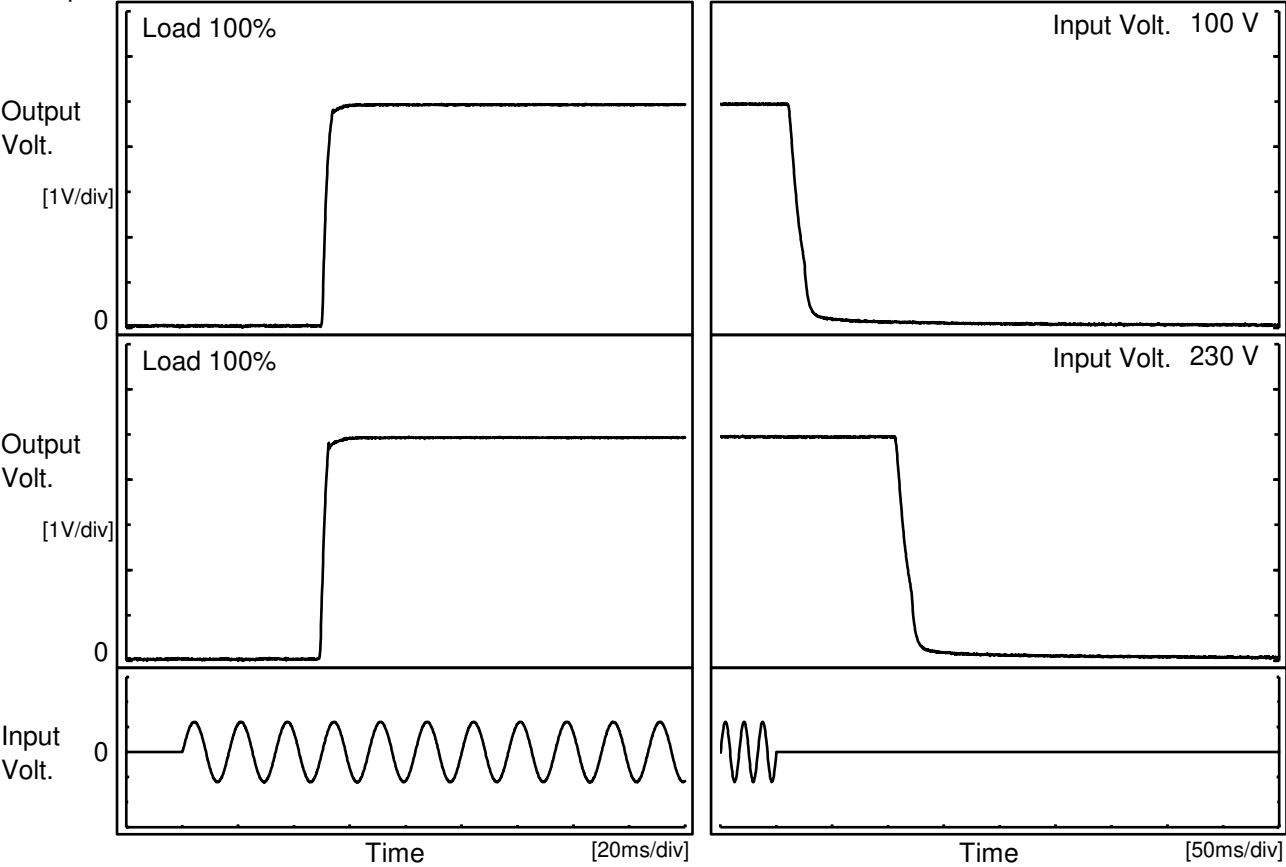 Load 100%
Input Volt. 100 V
Output
Volt.
[1V/div]
0
Load 100%
Input Volt. 230 V
Output
Volt.
[1V/div]
0
Input
Volt.
0
Time
[20ms/div]
Time
[50ms/div]